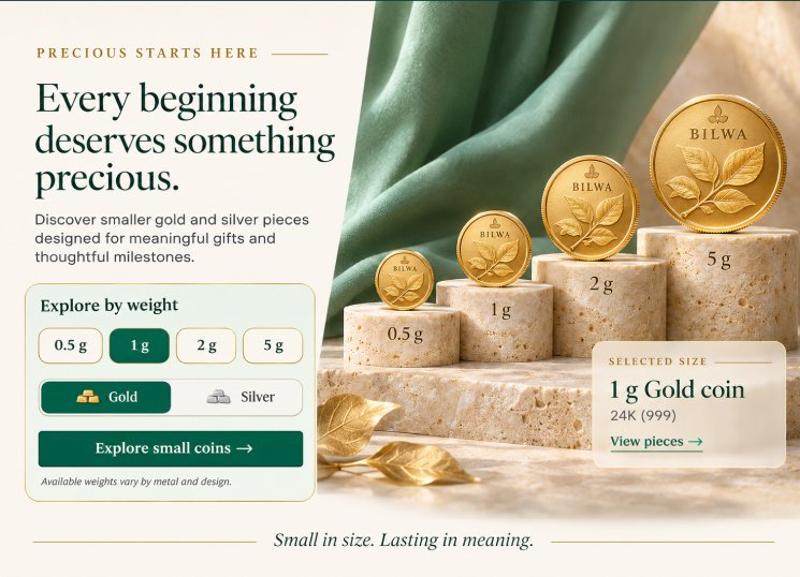 PRECIOUS STARTS HERE
Every beginning
deserves something
precious.
Discover smaller gold and silver pieces
designed for meaningful gifts and
thoughtful milestones.
Explore by weight
0.5 g
1 g
2 g
5 g
Gold
Silver
Explore small coins →
Available weights vary by metal and design.
BILWA
BILWA
BILWA
BILWA
0.5 g
1 g
2 g
5 g
SELECTED SIZE
1 g Gold coin
24K (999)
View pieces →
Small in size. Lasting in meaning.